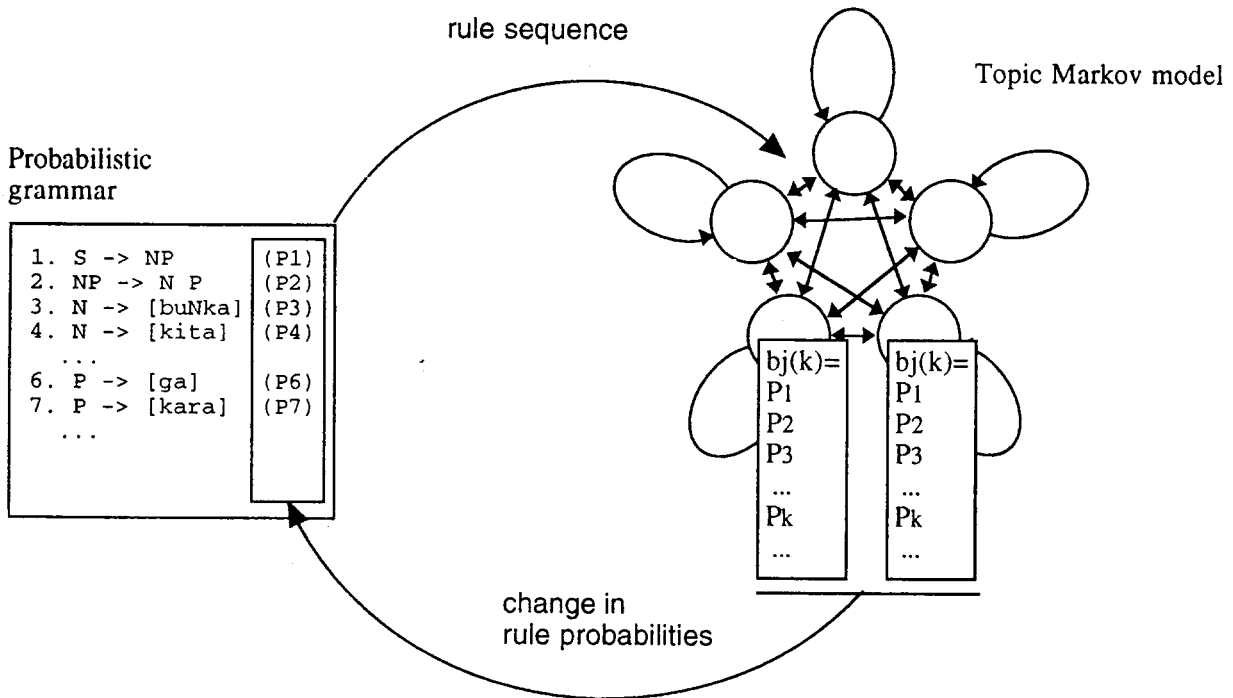 rule sequence
Topic Markov model
Probabilistic
grammar
1. S -> NP (P1)
2. NP -> N P (P2)
3. N -> [buNka] (P3)
4. N -> [kita] (P4)
...
6. P -> [ga] (P6)
7. P -> [kara] (P7)
...
bj(k)=
P1
P2
P3
...
Pk
...
bj(k)=
P1
P2
P3
...
Pk
...
change in
rule probabilities